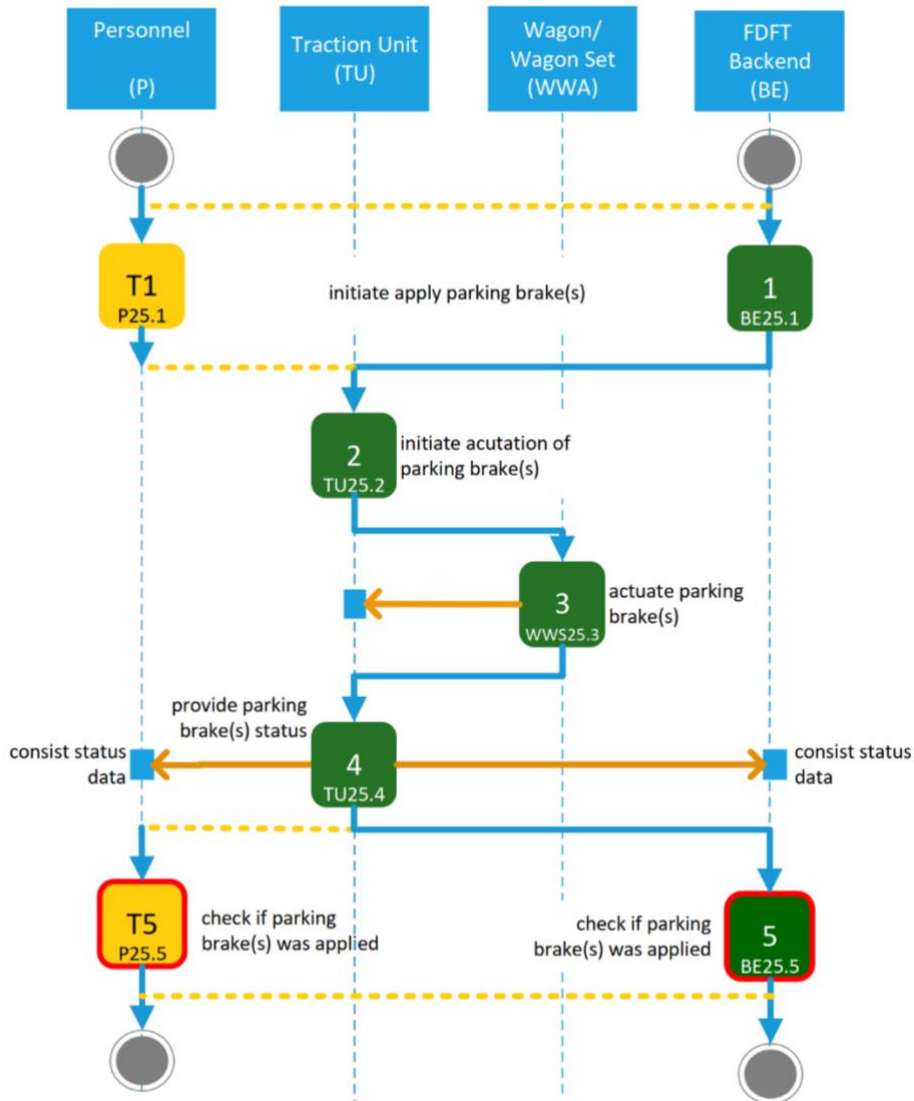 Personnel
(P)
Traction Unit
(TU)
Wagon/
Wagon Set
(WWA)
FDFT
Backend
(BE)
T1
P25.1
initiate apply parking brake(s)
1
BE25.1
2
TU25.2
initiate acutation of
parking brake(s)
3
WWS25.3
actuate parking
brake(s)
provide parking
brake(s) status
consist status
data
4
TU25.4
consist status
data
T5
P25.5
check if parking
brake(s) was applied
check if parking
brake(s) was applied
5
BE25.5